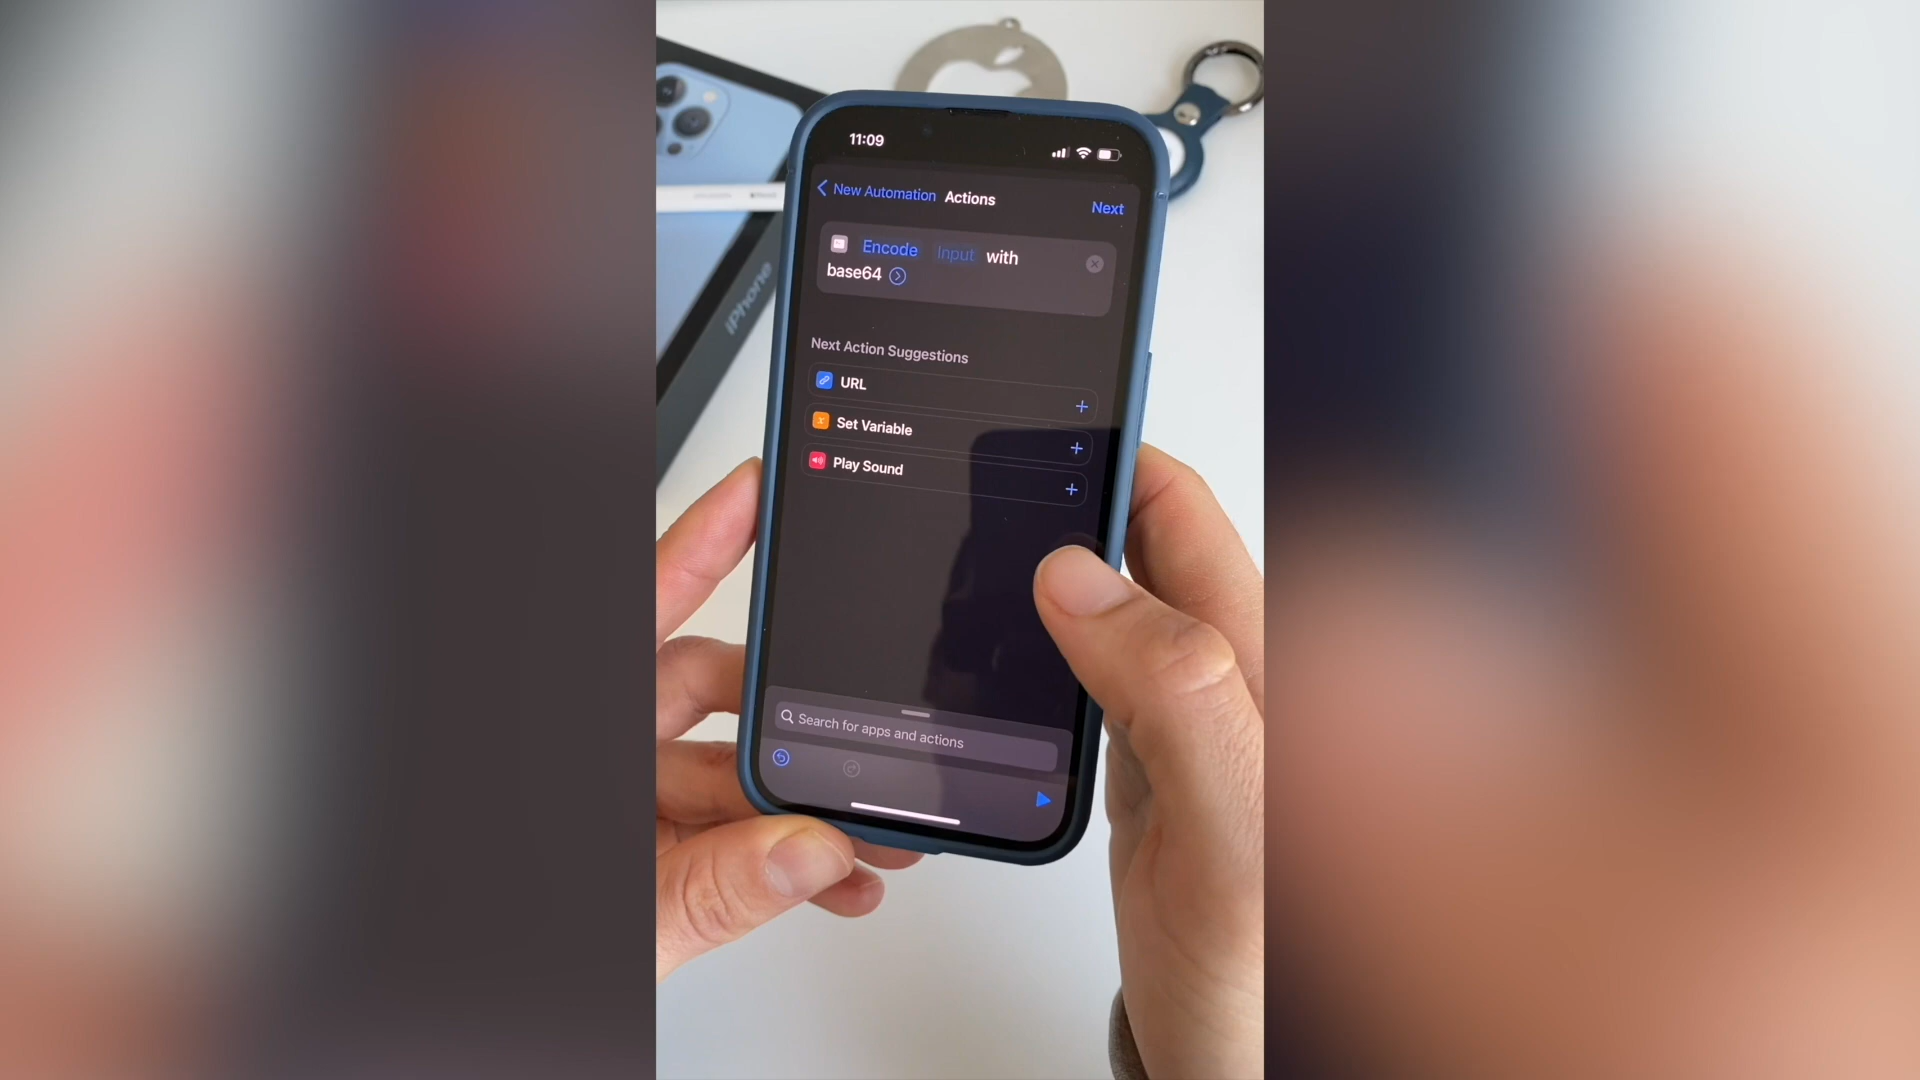 11:09
New Automation Actions Next
Encode Input with
base64
Next Action Suggestions
URL
Set Variable
Play Sound
Search for apps and actions
iPhone